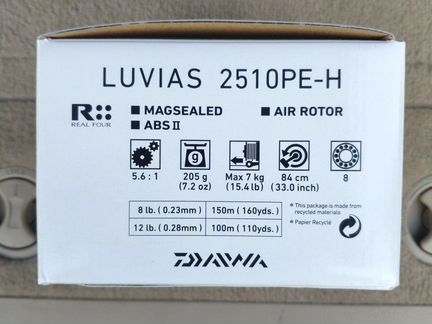 LUVIAS 2510PE-H
R
REAL FOUR
■ MAGSEALED ■ AIR ROTOR
■ ABS II
g
5.6 : 1 205 g Max 7 kg 84 cm 8
(7.2 oz) (15.4 lb) (33.0 inch)
* This package is made from
recycled materials
* Papier Recyclé
8 lb. ( 0.23mm ) 150m ( 160yds. )
12 lb. ( 0.28mm ) 100m ( 110yds. )
DAIWA